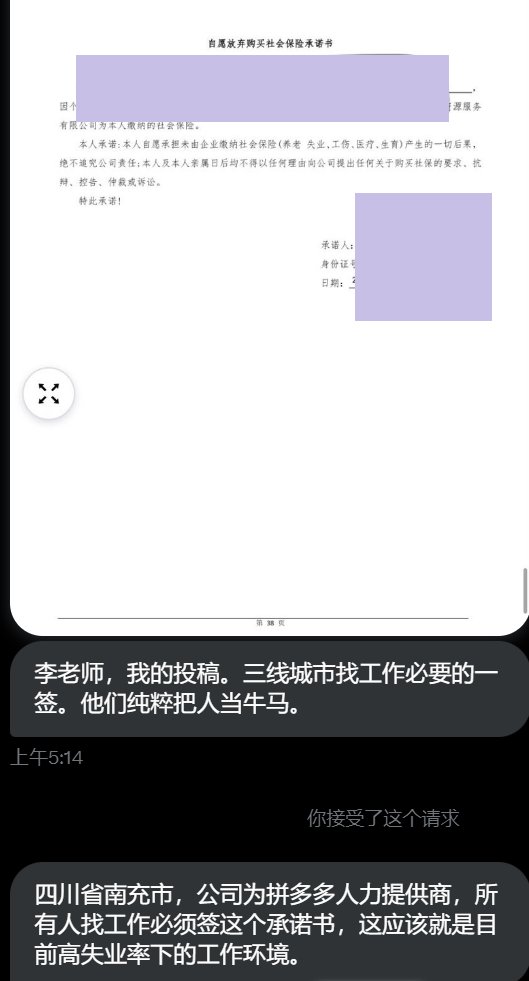 自愿放弃购买社会保险承诺书
因个
源服务
有限公司为本人缴纳的社会保险。
本人承诺:本人自愿承担未由企业缴纳社会保险(养老 失业、工伤、医疗、生育)产生的一切后果,
绝不追究公司责任;本人及本人亲属日后均不得以任何理由向公司提出任何关于购买社保的要求、抗
辩、控告、仲裁或诉讼。
特此承诺!
承诺人:
身份证号
日期: 2
第 38 页
李老师，我的投稿。三线城市找工作必要的一
签。他们纯粹把人当牛马。
上午5:14
你接受了这个请求
四川省南充市，公司为拼多多人力提供商，所
有人找工作必须签这个承诺书，这应该就是目
前高失业率下的工作环境。